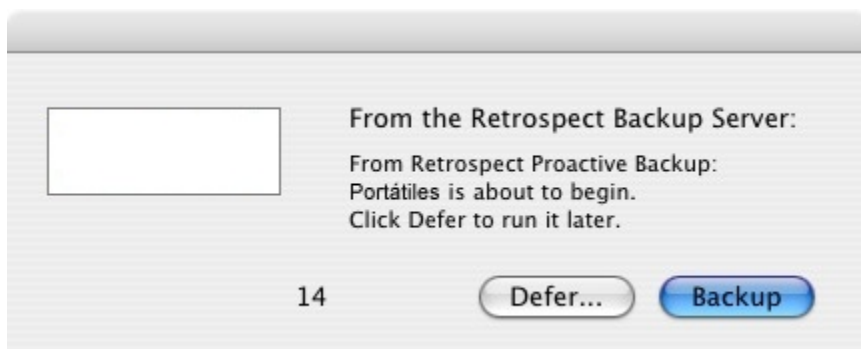 From the Retrospect Backup Server:
From Retrospect Proactive Backup:
Portátiles is about to begin.
Click Defer to run it later.
14
Defer...
Backup